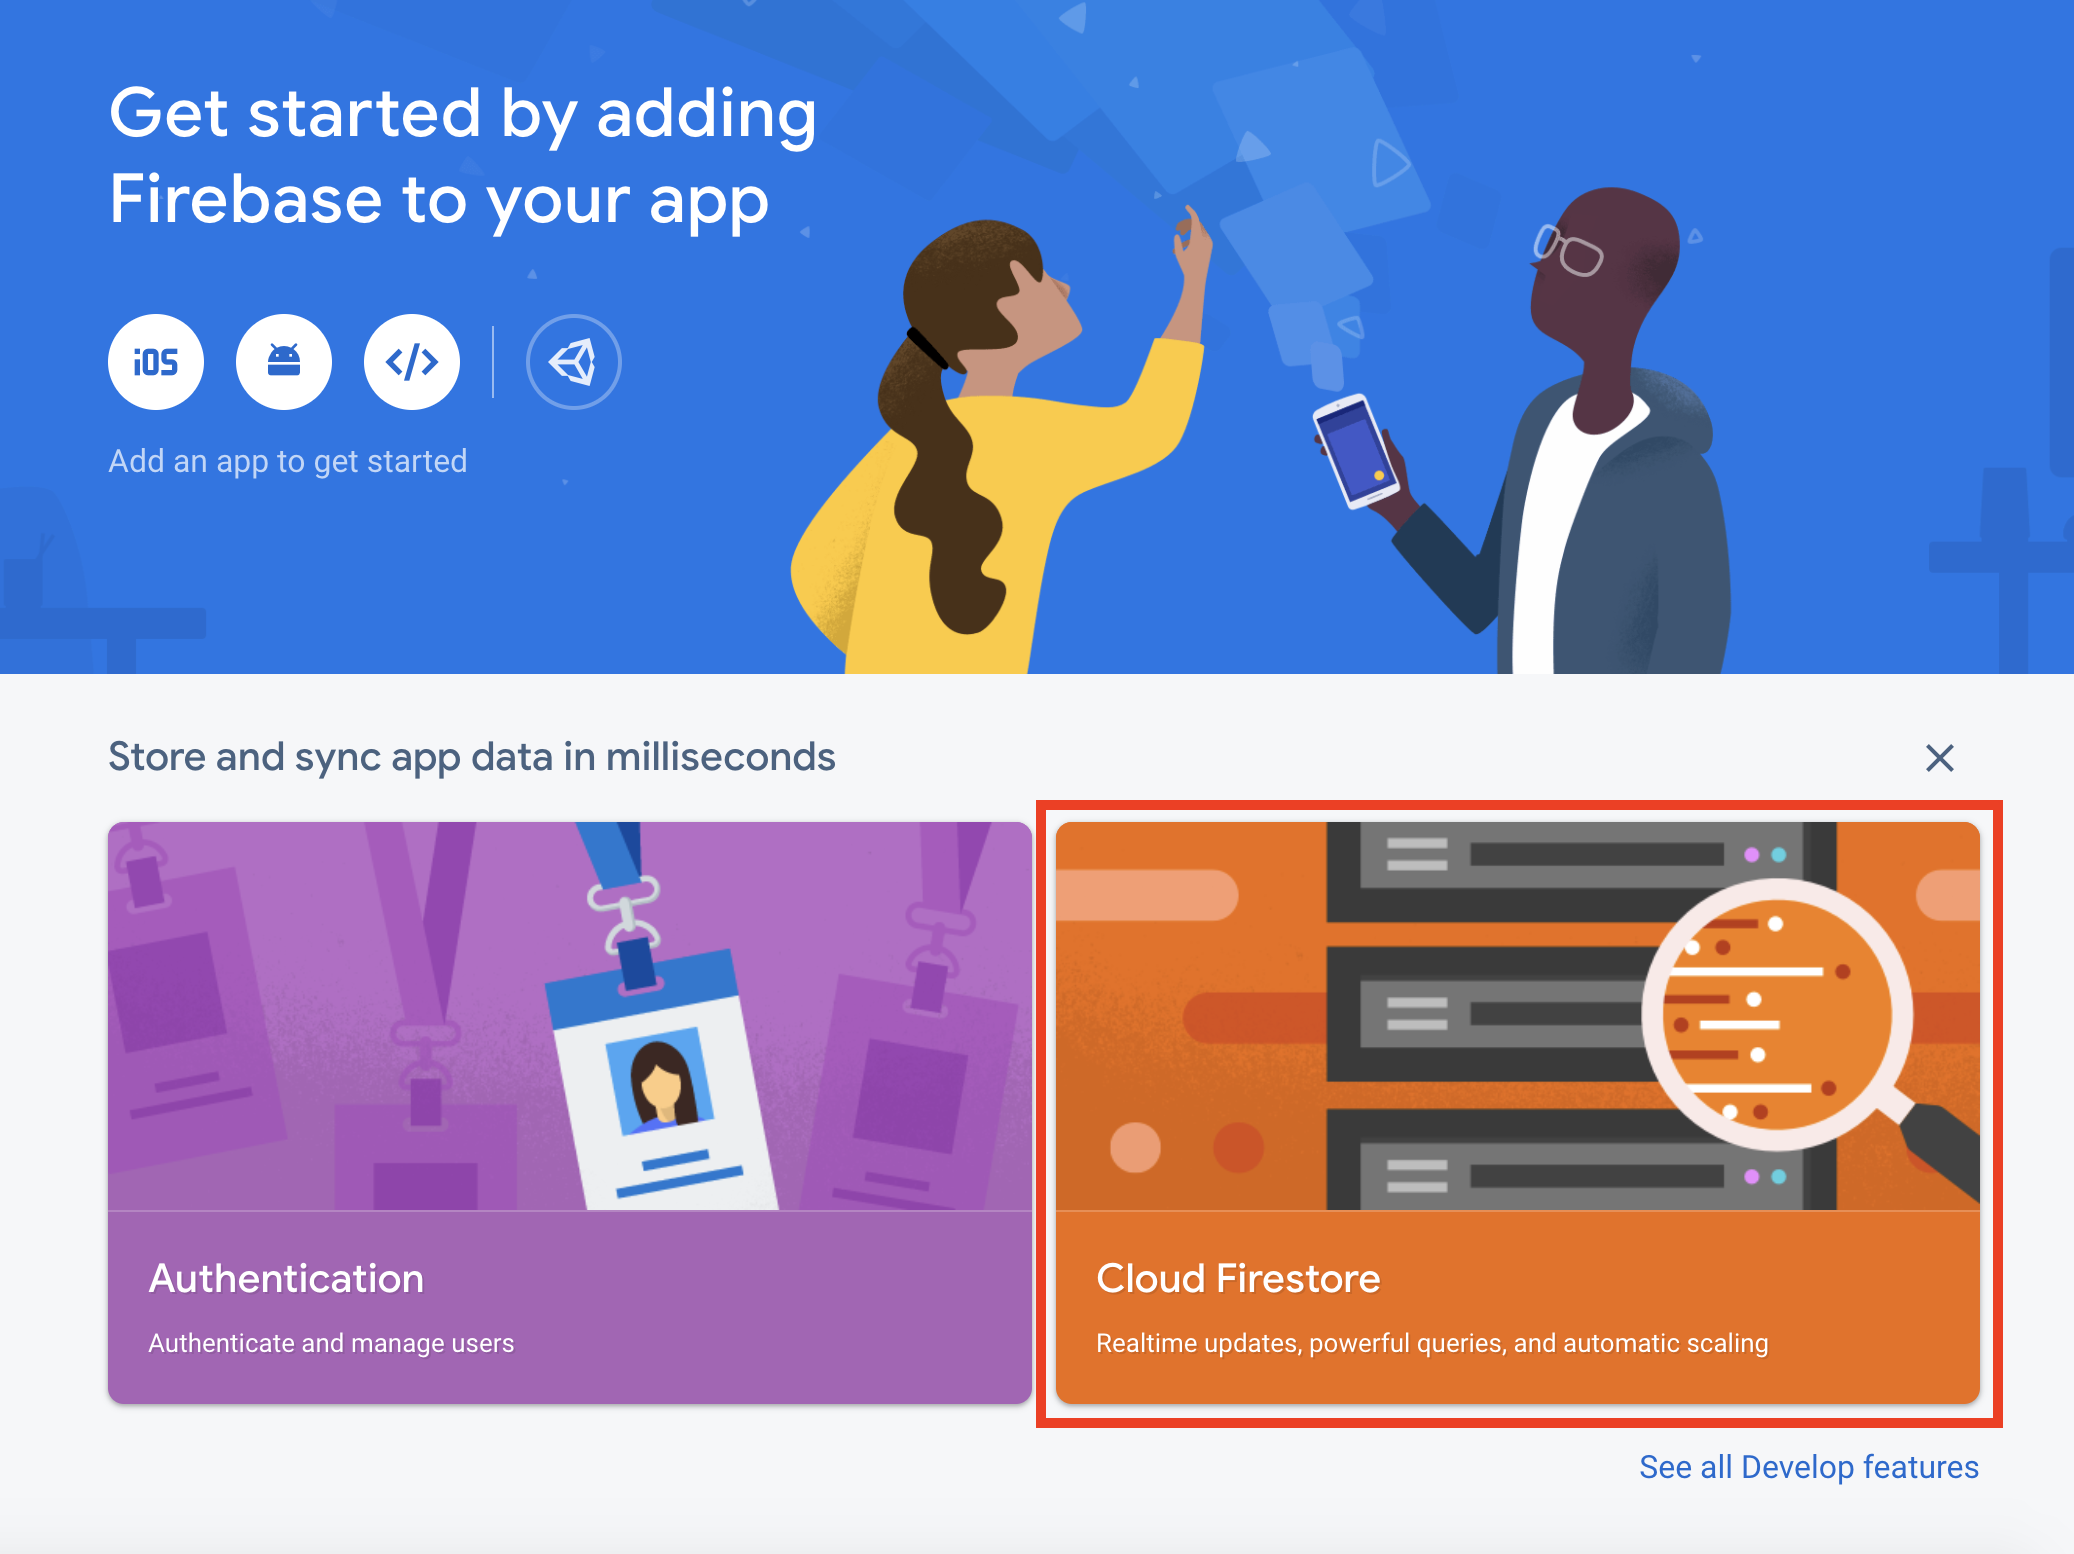 Get started by adding
Firebase to your app
iOS
Add an app to get started
Store and sync app data in milliseconds
Authentication
Authenticate and manage users
Cloud Firestore
Realtime updates, powerful queries, and automatic scaling
See all Develop features